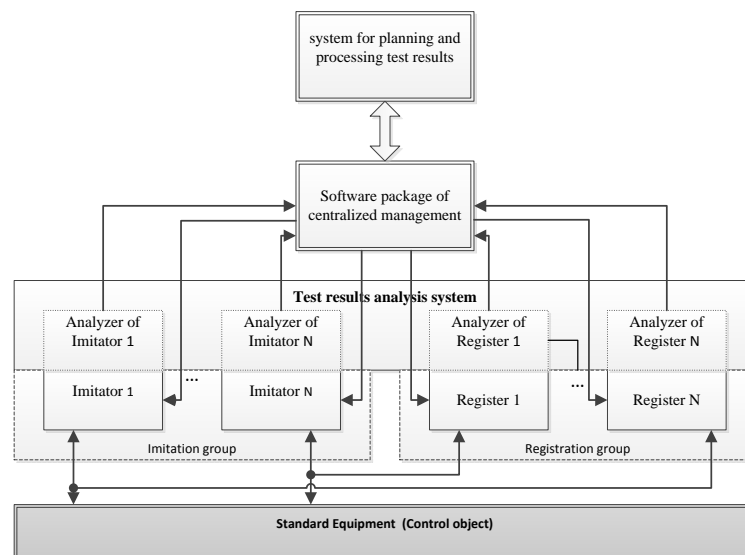 system for planning and
processing test results
Software package of
centralized management
Test results analysis system
Analyzer of
Imitator 1
Analyzer of
Imitator N
Analyzer of
Register 1
Analyzer of
Register N
Imitator 1
...
Imitator N
Register 1
...
Register N
Imitation group
Registration group
Standard Equipment (Control object)